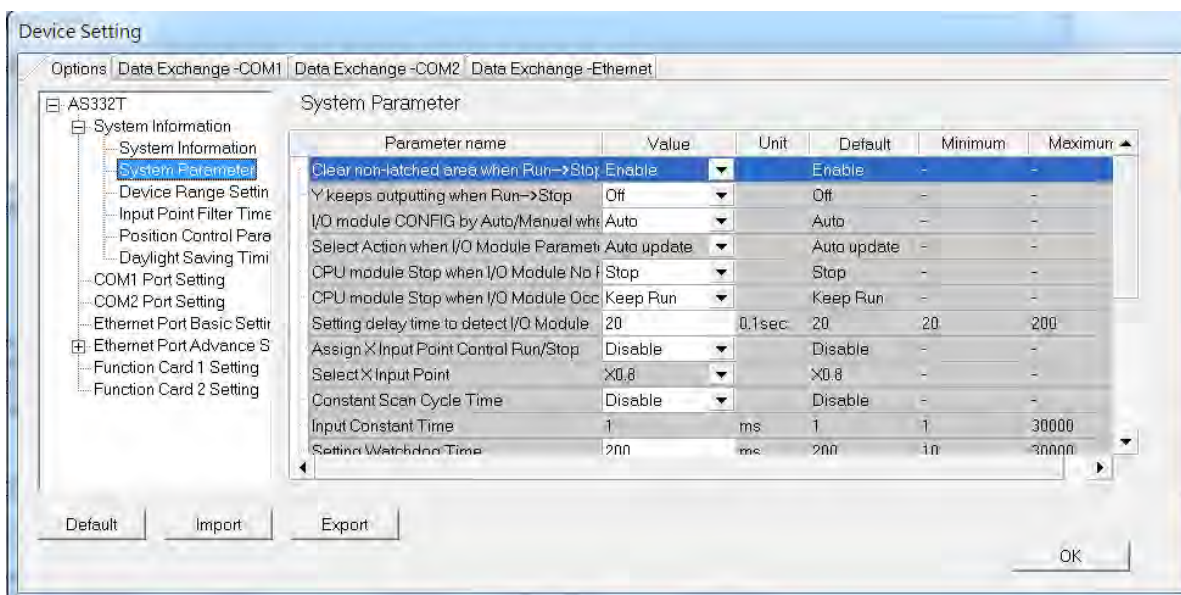 Device Setting
Options Data Exchange -COM1 Data Exchange -COM2 Data Exchange -Ethernet
AS332T
System Information
System Information
System Parameter
Device Range Settin
Input Point Filter Time
Position Control Para
Daylight Saving Timi
COM1 Port Setting
COM2 Port Setting
Ethernet Port Basic Settin
Ethernet Port Advance S
Function Card 1 Setting
Function Card 2 Setting
System Parameter
Parameter name Value Unit Default Minimum Maximun
Clear non-latched area when Run->Stop Enable Enable - -
Y keeps outputting when Run->Stop Off Off - -
I/O module CONFIG by Auto/Manual whe Auto Auto - -
Select Action when I/O Module Paramete Auto update Auto update - -
CPU module Stop when I/O Module No Stop Stop - -
CPU module Stop when I/O Module Occ Keep Run Keep Run - -
Setting delay time to detect I/O Module 20 0.1sec 20 20 200
Assign X Input Point Control Run/Stop Disable Disable - -
Select X Input Point X0.8 X0.8 - -
Constant Scan Cycle Time Disable Disable - -
Input Constant Time 1 ms 1 1 30000
Setting Watchdog Time 200 ms 200 10 30000
Default Import Export
OK